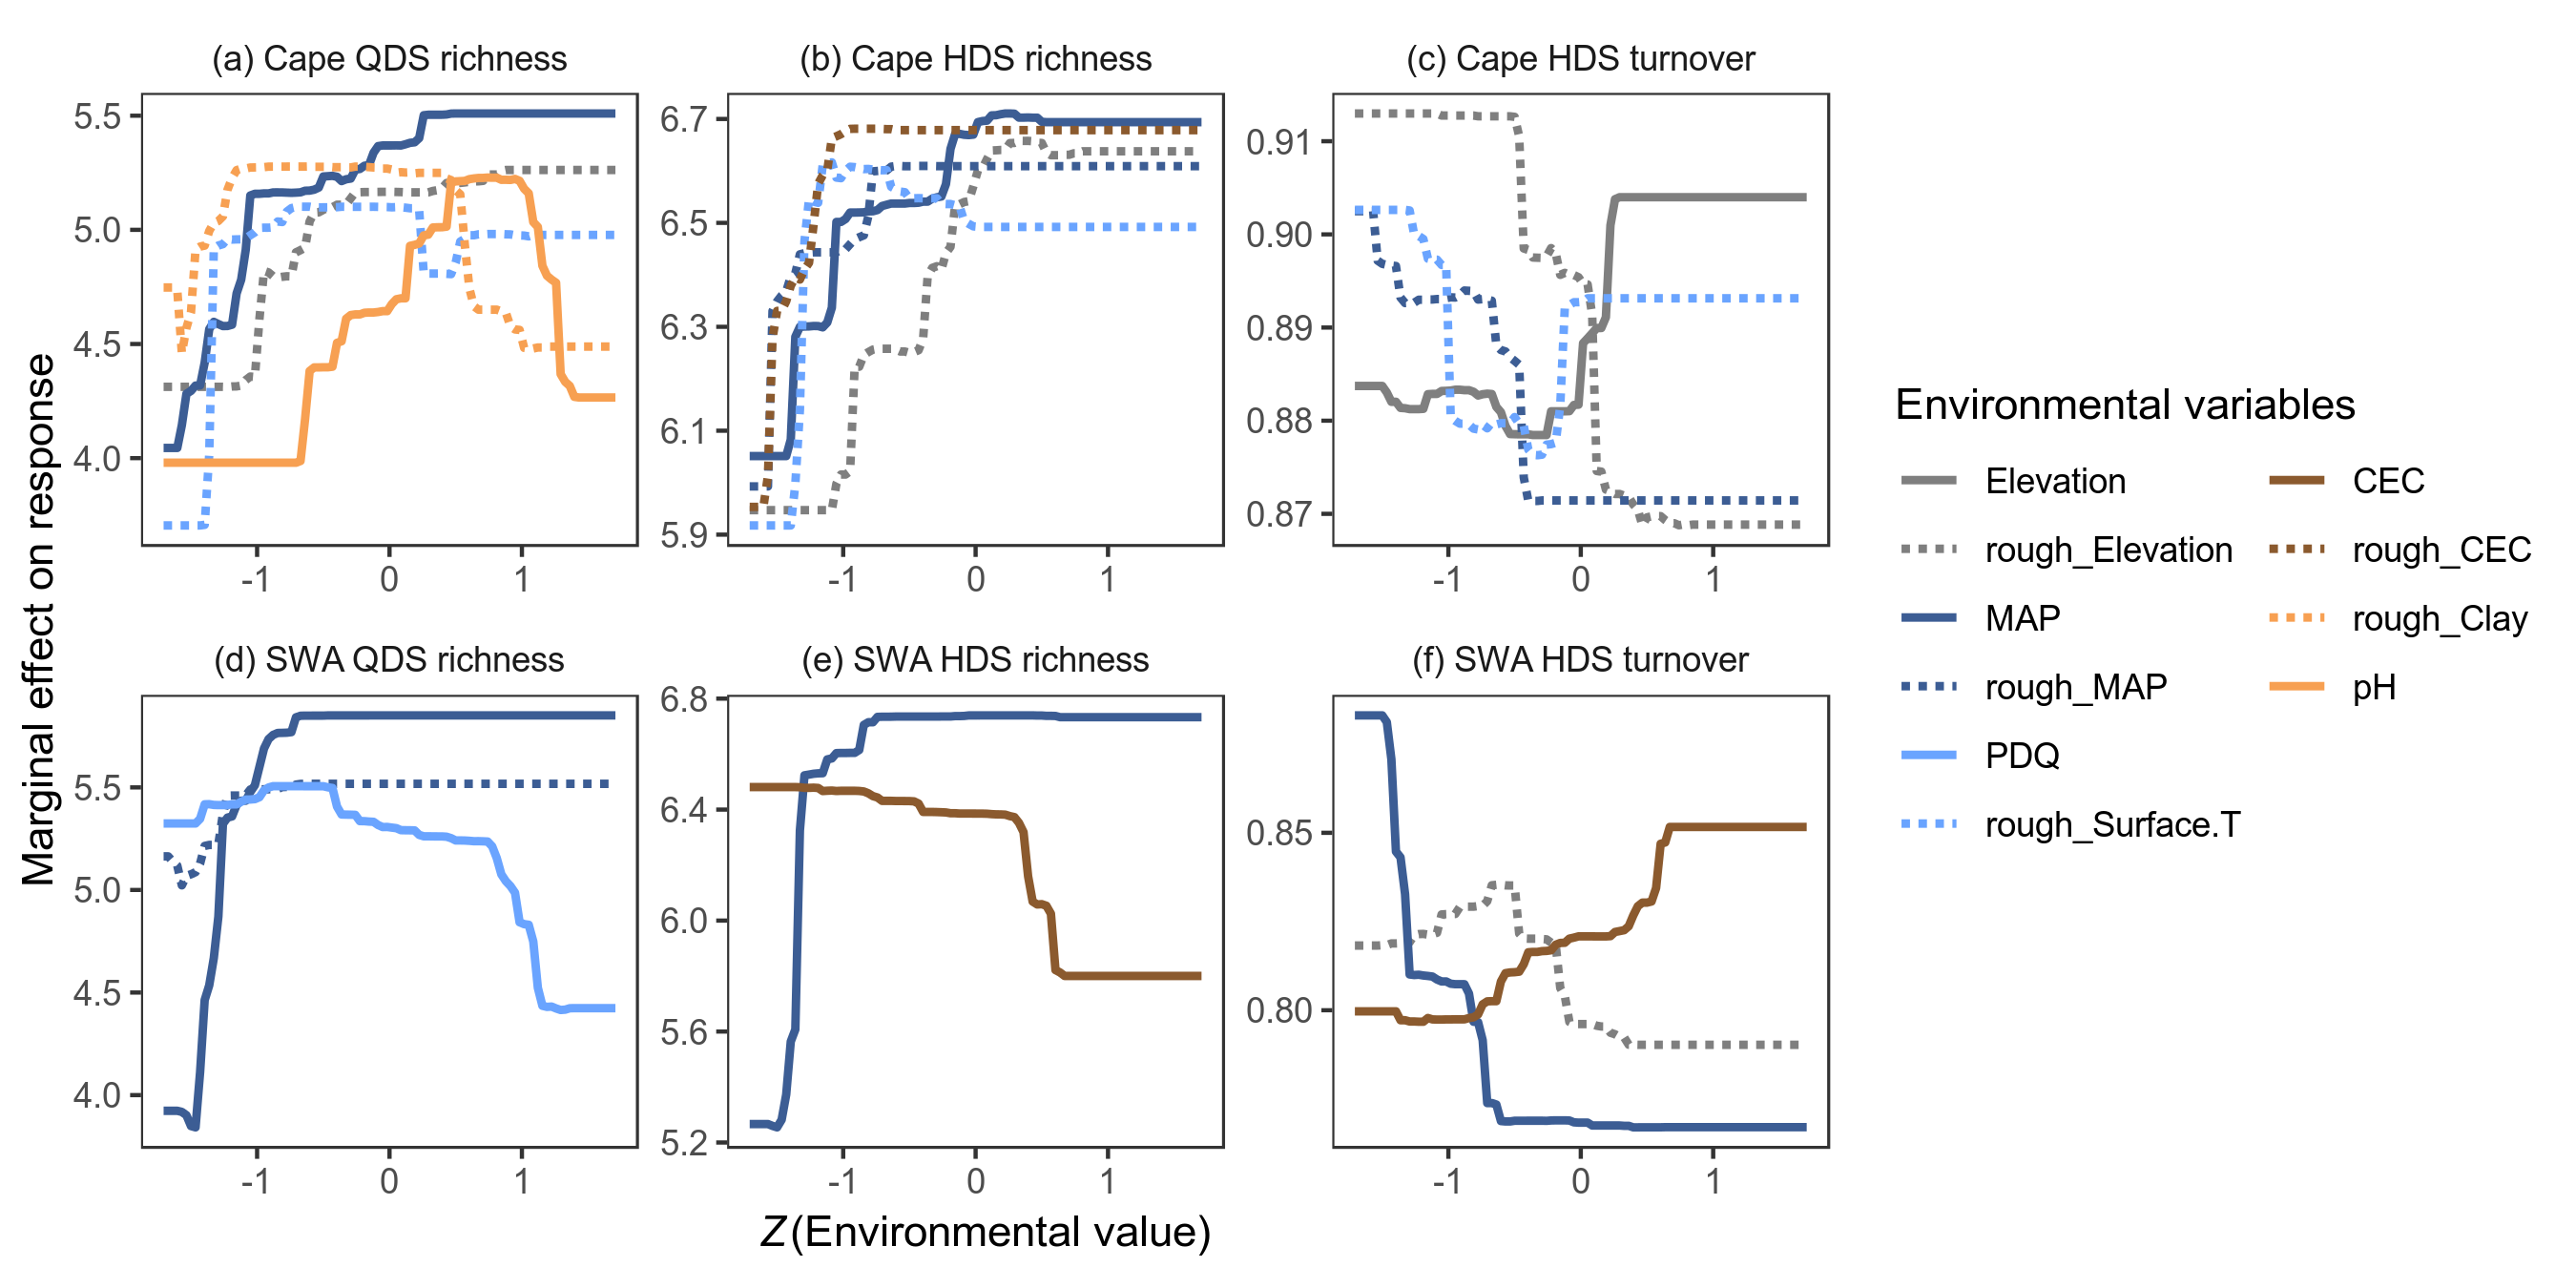 (a) Cape QDS richness
(b) Cape HDS richness
(c) Cape HDS turnover
5.5
5.0
4.5
4.0
-1 0 1
6.7
6.5
6.3
6.1
5.9
-1 0 1
0.91
0.90
0.89
0.88
0.87
-1 0 1
Marginal effect on response
(d) SWA QDS richness
(e) SWA HDS richness
(f) SWA HDS turnover
5.5
5.0
4.5
4.0
-1 0 1
6.8
6.4
6.0
5.6
5.2
-1 0 1
0.85
0.80
-1 0 1
Z(Environmental value)
Environmental variables
Elevation
rough_Elevation
MAP
rough_MAP
PDQ
rough_Surface.T
CEC
rough_CEC
rough_Clay
pH